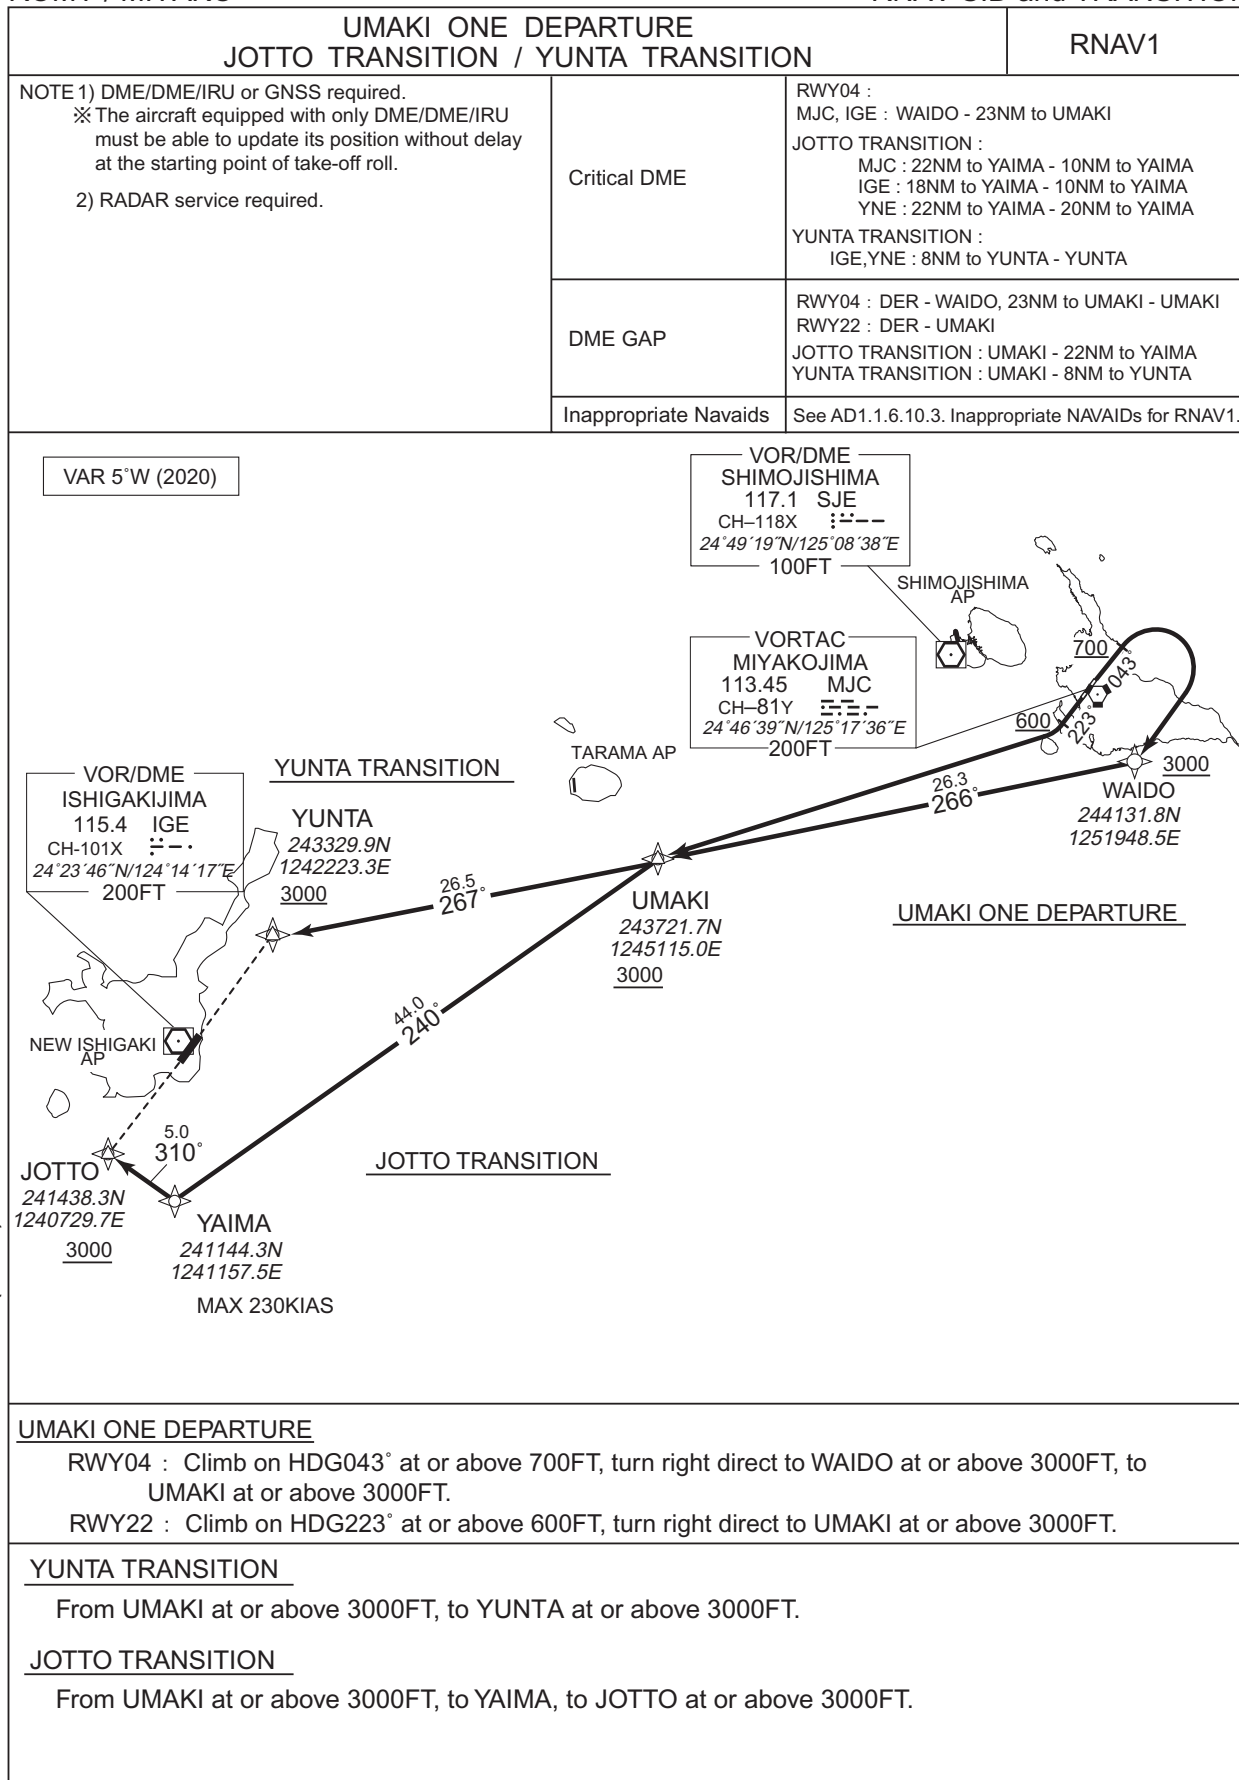 UMAKI ONE DEPARTURE
JOTTO TRANSITION / YUNTA TRANSITION
RNAV1
NOTE 1) DME/DME/IRU or GNSS required.
※ The aircraft equipped with only DME/DME/IRU
must be able to update its position without delay
at the starting point of take-off roll.
2) RADAR service required.
Critical DME
RWY04 :
MJC, IGE : WAIDO - 23NM to UMAKI
JOTTO TRANSITION :
MJC : 22NM to YAIMA - 10NM to YAIMA
IGE : 18NM to YAIMA - 10NM to YAIMA
YNE : 22NM to YAIMA - 20NM to YAIMA
YUNTA TRANSITION :
IGE,YNE : 8NM to YUNTA - YUNTA
DME GAP
RWY04 : DER - WAIDO, 23NM to UMAKI - UMAKI
RWY22 : DER - UMAKI
JOTTO TRANSITION : UMAKI - 22NM to YAIMA
YUNTA TRANSITION : UMAKI - 8NM to YUNTA
Inappropriate Navaids
See AD1.1.6.10.3. Inappropriate NAVAIDs for RNAV1.
VAR 5˚W (2020)
VOR/DME
SHIMOJISHIMA
117.1 SJE
CH–118X
24˚49´19˝N/125˚08´38˝E
100FT
SHIMOJISHIMA
AP
VORTAC
MIYAKOJIMA
113.45 MJC
CH–81Y
24˚46´39˝N/125˚17´36˝E
200FT
700
043˚
600
223˚
3000
WAIDO
244131.8N
1251948.5E
TARAMA AP
26.3
266˚
VOR/DME
ISHIGAKIJIMA
115.4 IGE
CH-101X
24˚23´46˝N/124˚14´17˝E
200FT
YUNTA TRANSITION
YUNTA
243329.9N
1242223.3E
3000
26.5
267˚
UMAKI
243721.7N
1245115.0E
3000
UMAKI ONE DEPARTURE
44.0
240˚
NEW ISHIGAKI
AP
5.0
310˚
JOTTO TRANSITION
JOTTO
241438.3N
1240729.7E
3000
YAIMA
241144.3N
1241157.5E
MAX 230KIAS
UMAKI ONE DEPARTURE
RWY04 : Climb on HDG043˚ at or above 700FT, turn right direct to WAIDO at or above 3000FT, to
UMAKI at or above 3000FT.
RWY22 : Climb on HDG223˚ at or above 600FT, turn right direct to UMAKI at or above 3000FT.
YUNTA TRANSITION
From UMAKI at or above 3000FT, to YUNTA at or above 3000FT.
JOTTO TRANSITION
From UMAKI at or above 3000FT, to YAIMA, to JOTTO at or above 3000FT.